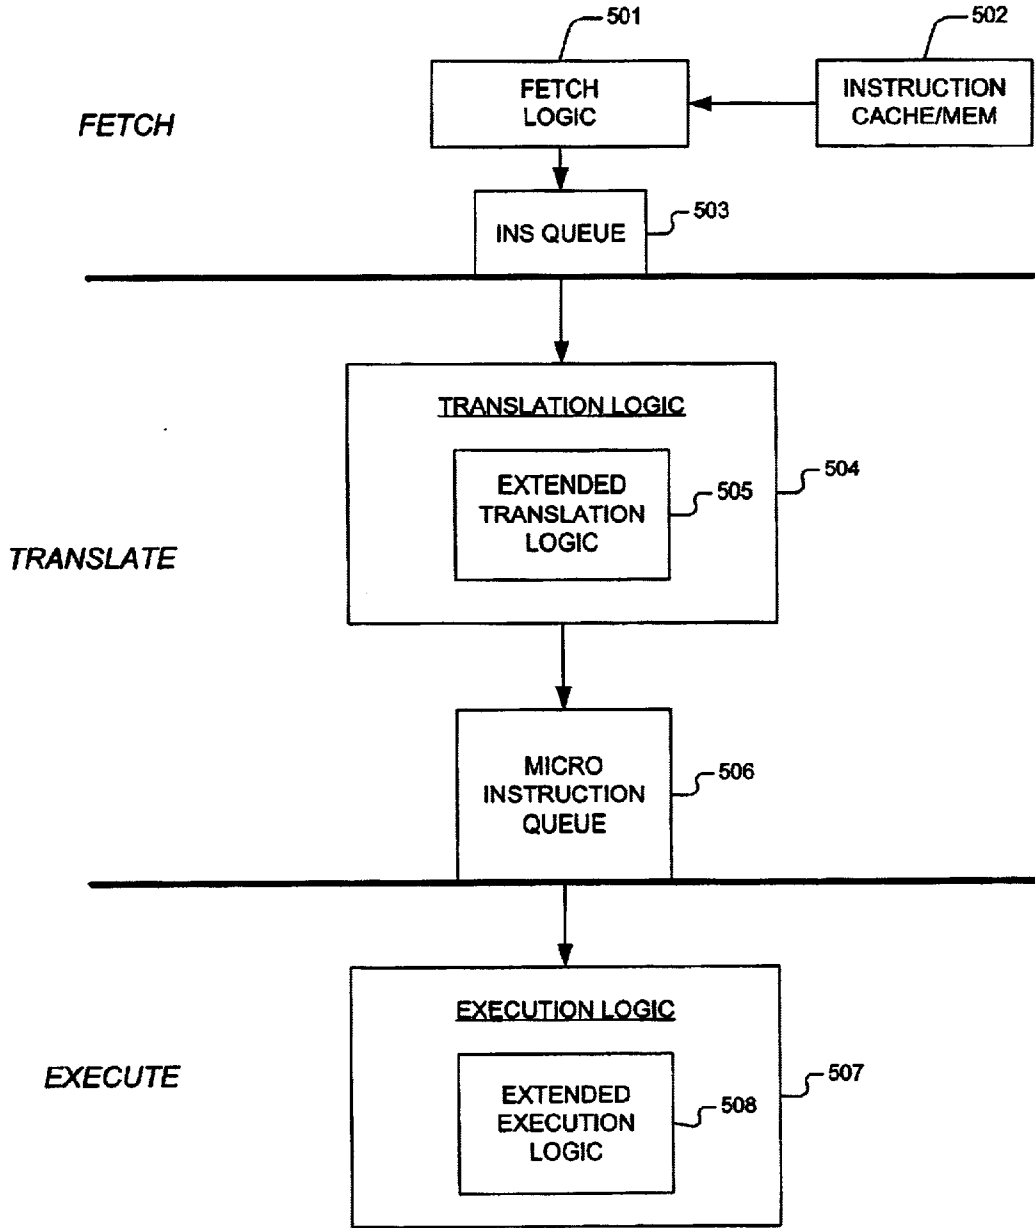 501
502
FETCH
FETCH
LOGIC
INSTRUCTION
CACHE/MEM
INS QUEUE
503
TRANSLATE
TRANSLATION LOGIC
504
EXTENDED
TRANSLATION
LOGIC
505
MICRO
INSTRUCTION
QUEUE
506
EXECUTE
EXECUTION LOGIC
507
EXTENDED
EXECUTION
LOGIC
508